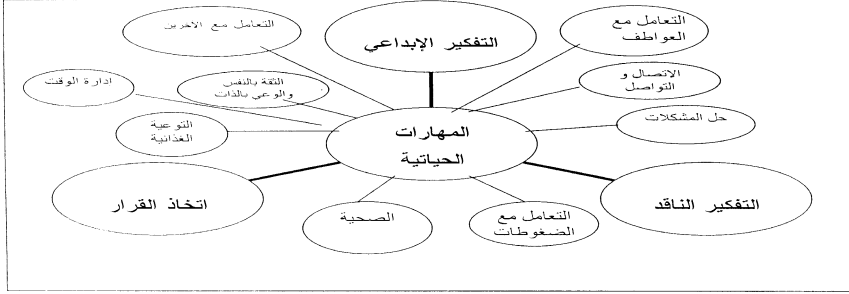 التعامل مع الاخرين
التفكير الإبداعي
التعامل مع
العواطف
ادارة الوقت
الثقة بالنفس
والوعي بالذات
الاتصال و
التواصل
التوعية
الغذائية
المهارات
الحياتية
حل المشكلات
اتخاذ القرار
الصحية
التعامل مع
الضغوطات
التفكير الناقد